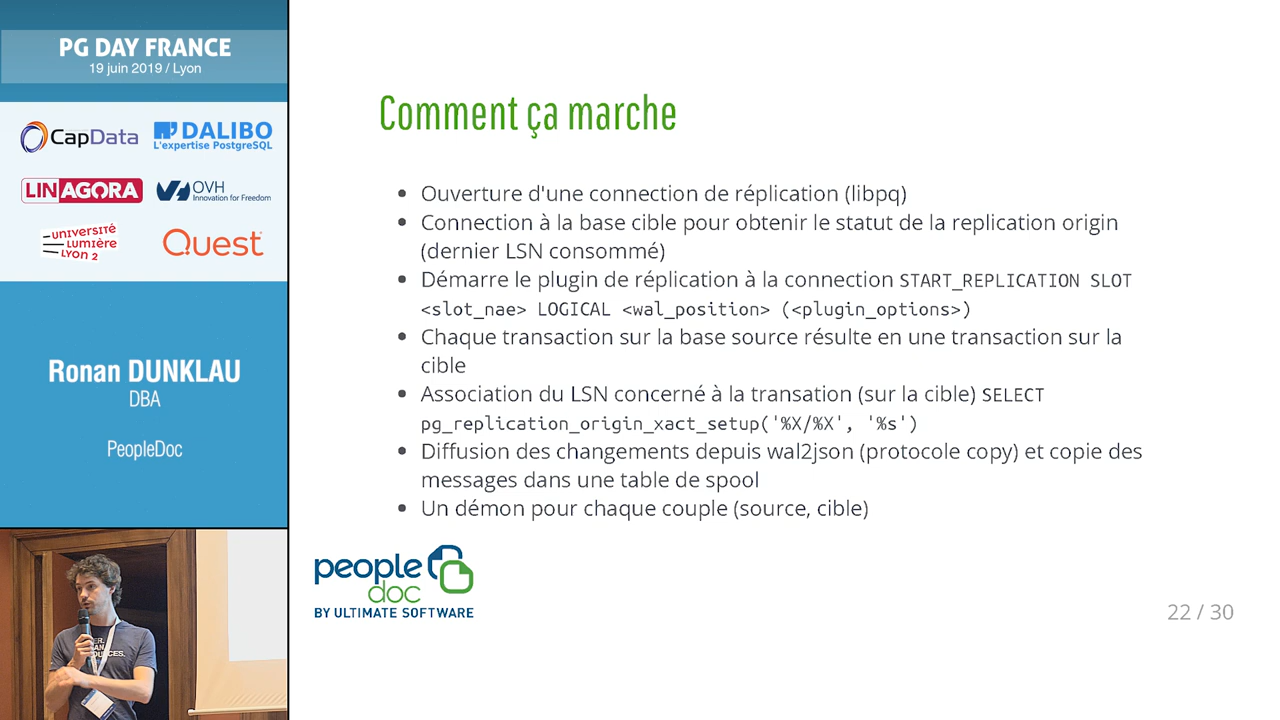 PG DAY FRANCE
19 juin 2019 / Lyon
CapData
DALIBO
L'expertise PostgreSQL
LINAGORA
OVH
Innovation for Freedom
UNIVERSITÉ
LUMIÈRE
LYON 2
Quest
Ronan DUNKLAU
DBA
PeopleDoc
Comment ça marche
Ouverture d'une connection de réplication (libpq)
Connection à la base cible pour obtenir le statut de la replication origin
(dernier LSN consommé)
Démarre le plugin de réplication à la connection START_REPLICATION SLOT
<slot_nae> LOGICAL <wal_position> (<plugin_options>)
Chaque transaction sur la base source résulte en une transaction sur la
cible
Association du LSN concerné à la transation (sur la cible) SELECT
pg_replication_origin_xact_setup('%X/%X', '%s')
Diffusion des changements depuis wal2json (protocole copy) et copie des
messages dans une table de spool
Un démon pour chaque couple (source, cible)
people
doc
BY ULTIMATE SOFTWARE
22 / 30